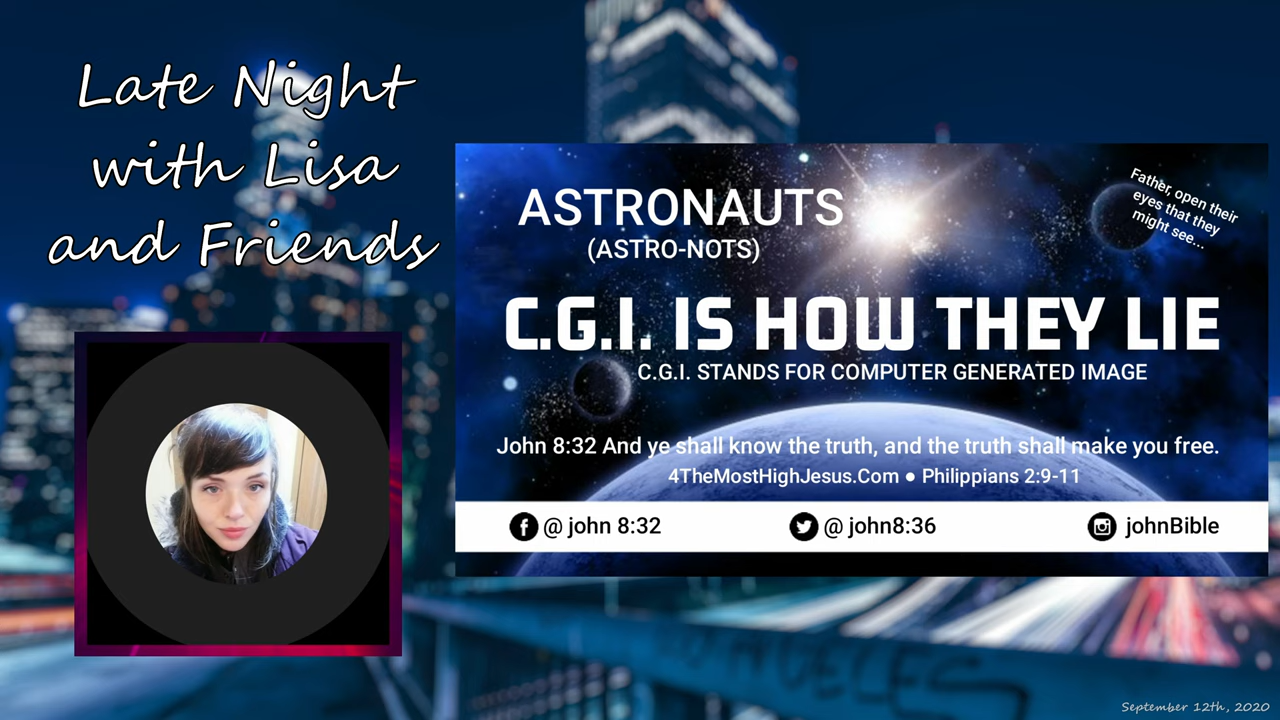 Late Night
with Lisa
and Friends
ASTRONAUTS
(ASTRO-NOTS)
Father, open their
eyes that they
might see...
C.G.I. IS HOW THEY LIE
C.G.I. STANDS FOR COMPUTER GENERATED IMAGE
John 8:32 And ye shall know the truth, and the truth shall make you free.
4TheMostHighJesus.Com ● Philippians 2:9-11
@ john 8:32
@ john8:36
johnBible
September 12th, 2020